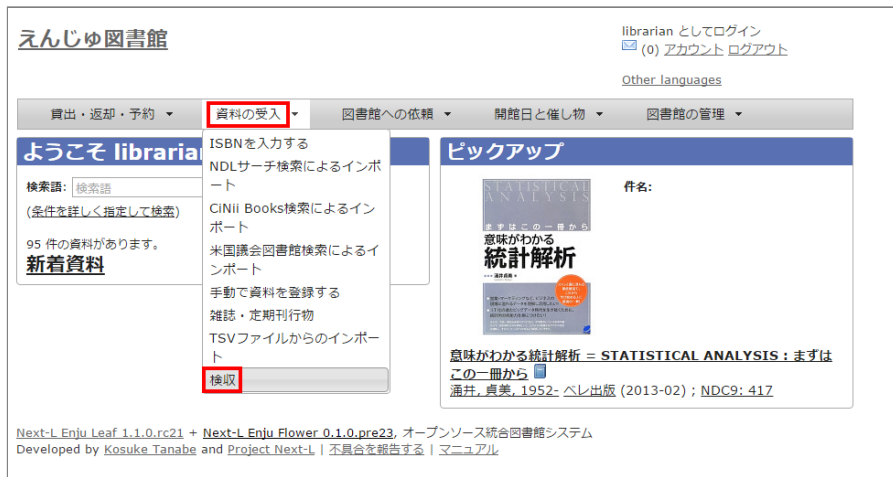 えんじゅ図書館
librarian としてログイン
(0) アカウント ログアウト
Other languages
貸出・返却・予約 ▼
資料の受入 ▼
図書館への依頼 ▼
開館日と催し物 ▼
図書館の管理 ▼
ようこそ libraria
検索語: 検索語
(条件を詳しく指定して検索)
95 件の資料があります。
新着資料
ISBNを入力する
NDLサーチ検索によるインポ
ート
CiNii Books検索によるイン
ポート
米国議会図書館検索によるイ
ンポート
手動で資料を登録する
雑誌・定期刊行物
TSVファイルからのインポー
ト
検収
ピックアップ
STATISTICAL
ANALYSIS
まずはこの一冊から
意味がわかる
統計解析
涌井貞美
件名:
意味がわかる統計解析 = STATISTICAL ANALYSIS : まずは
この一冊から
涌井, 貞美, 1952- ベレ出版 (2013-02) ; NDC9: 417
Next-L Enju Leaf 1.1.0.rc21 + Next-L Enju Flower 0.1.0.pre23, オープンソース統合図書館システム
Developed by Kosuke Tanabe and Project Next-L | 不具合を報告する | マニュアル